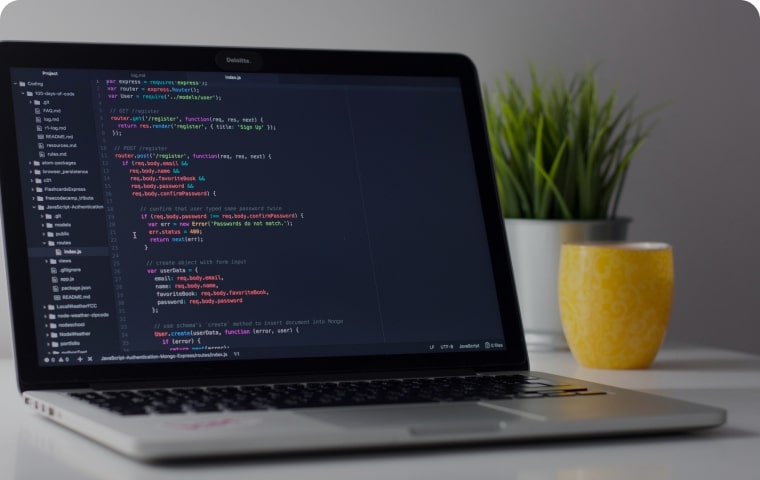 Deloitte.
Project
log.md
index.js
Coding
100-days-of-code
.git
FAQ.md
log.md
r1-log.md
README.md
resources.md
rules.md
atom-packages
browser_persistence
FlashcardsExpress
freecodecamp_tribute
JavaScript-Authentication
.git
models
public
routes
index.js
views
.gitignore
app.js
package.json
README.md
LocalWeatherFCC
node-weather-zipcode
nodeschool
NodeWeather
portfolio
pythonTest
var express = require('express');
var router = express.Router();
var User = require('../models/user');
// GET /register
router.get('/register', function(req, res, next) {
return res.render('register', { title: 'Sign Up' });
});
// POST /register
router.post('/register', function(req, res, next) {
if (req.body.email &&
req.body.name &&
req.body.favoriteBook &&
req.body.password &&
req.body.confirmPassword) {
// confirm that user typed same password twice
if (req.body.password !== req.body.confirmPassword) {
var err = new Error('Passwords do not match.');
err.status = 400;
return next(err);
}
// create object with form input
var userData = {
email: req.body.email,
name: req.body.name,
favoriteBook: req.body.favoriteBook,
password: req.body.password
};
// use schema's `create` method to insert document into Mongo
User.create(userData, function (error, user) {
if (error) {
return next(error);
JavaScript-Authentication-Mongo-Express/routes/index.js 1:1
LF UTF-8 JavaScript 0 files